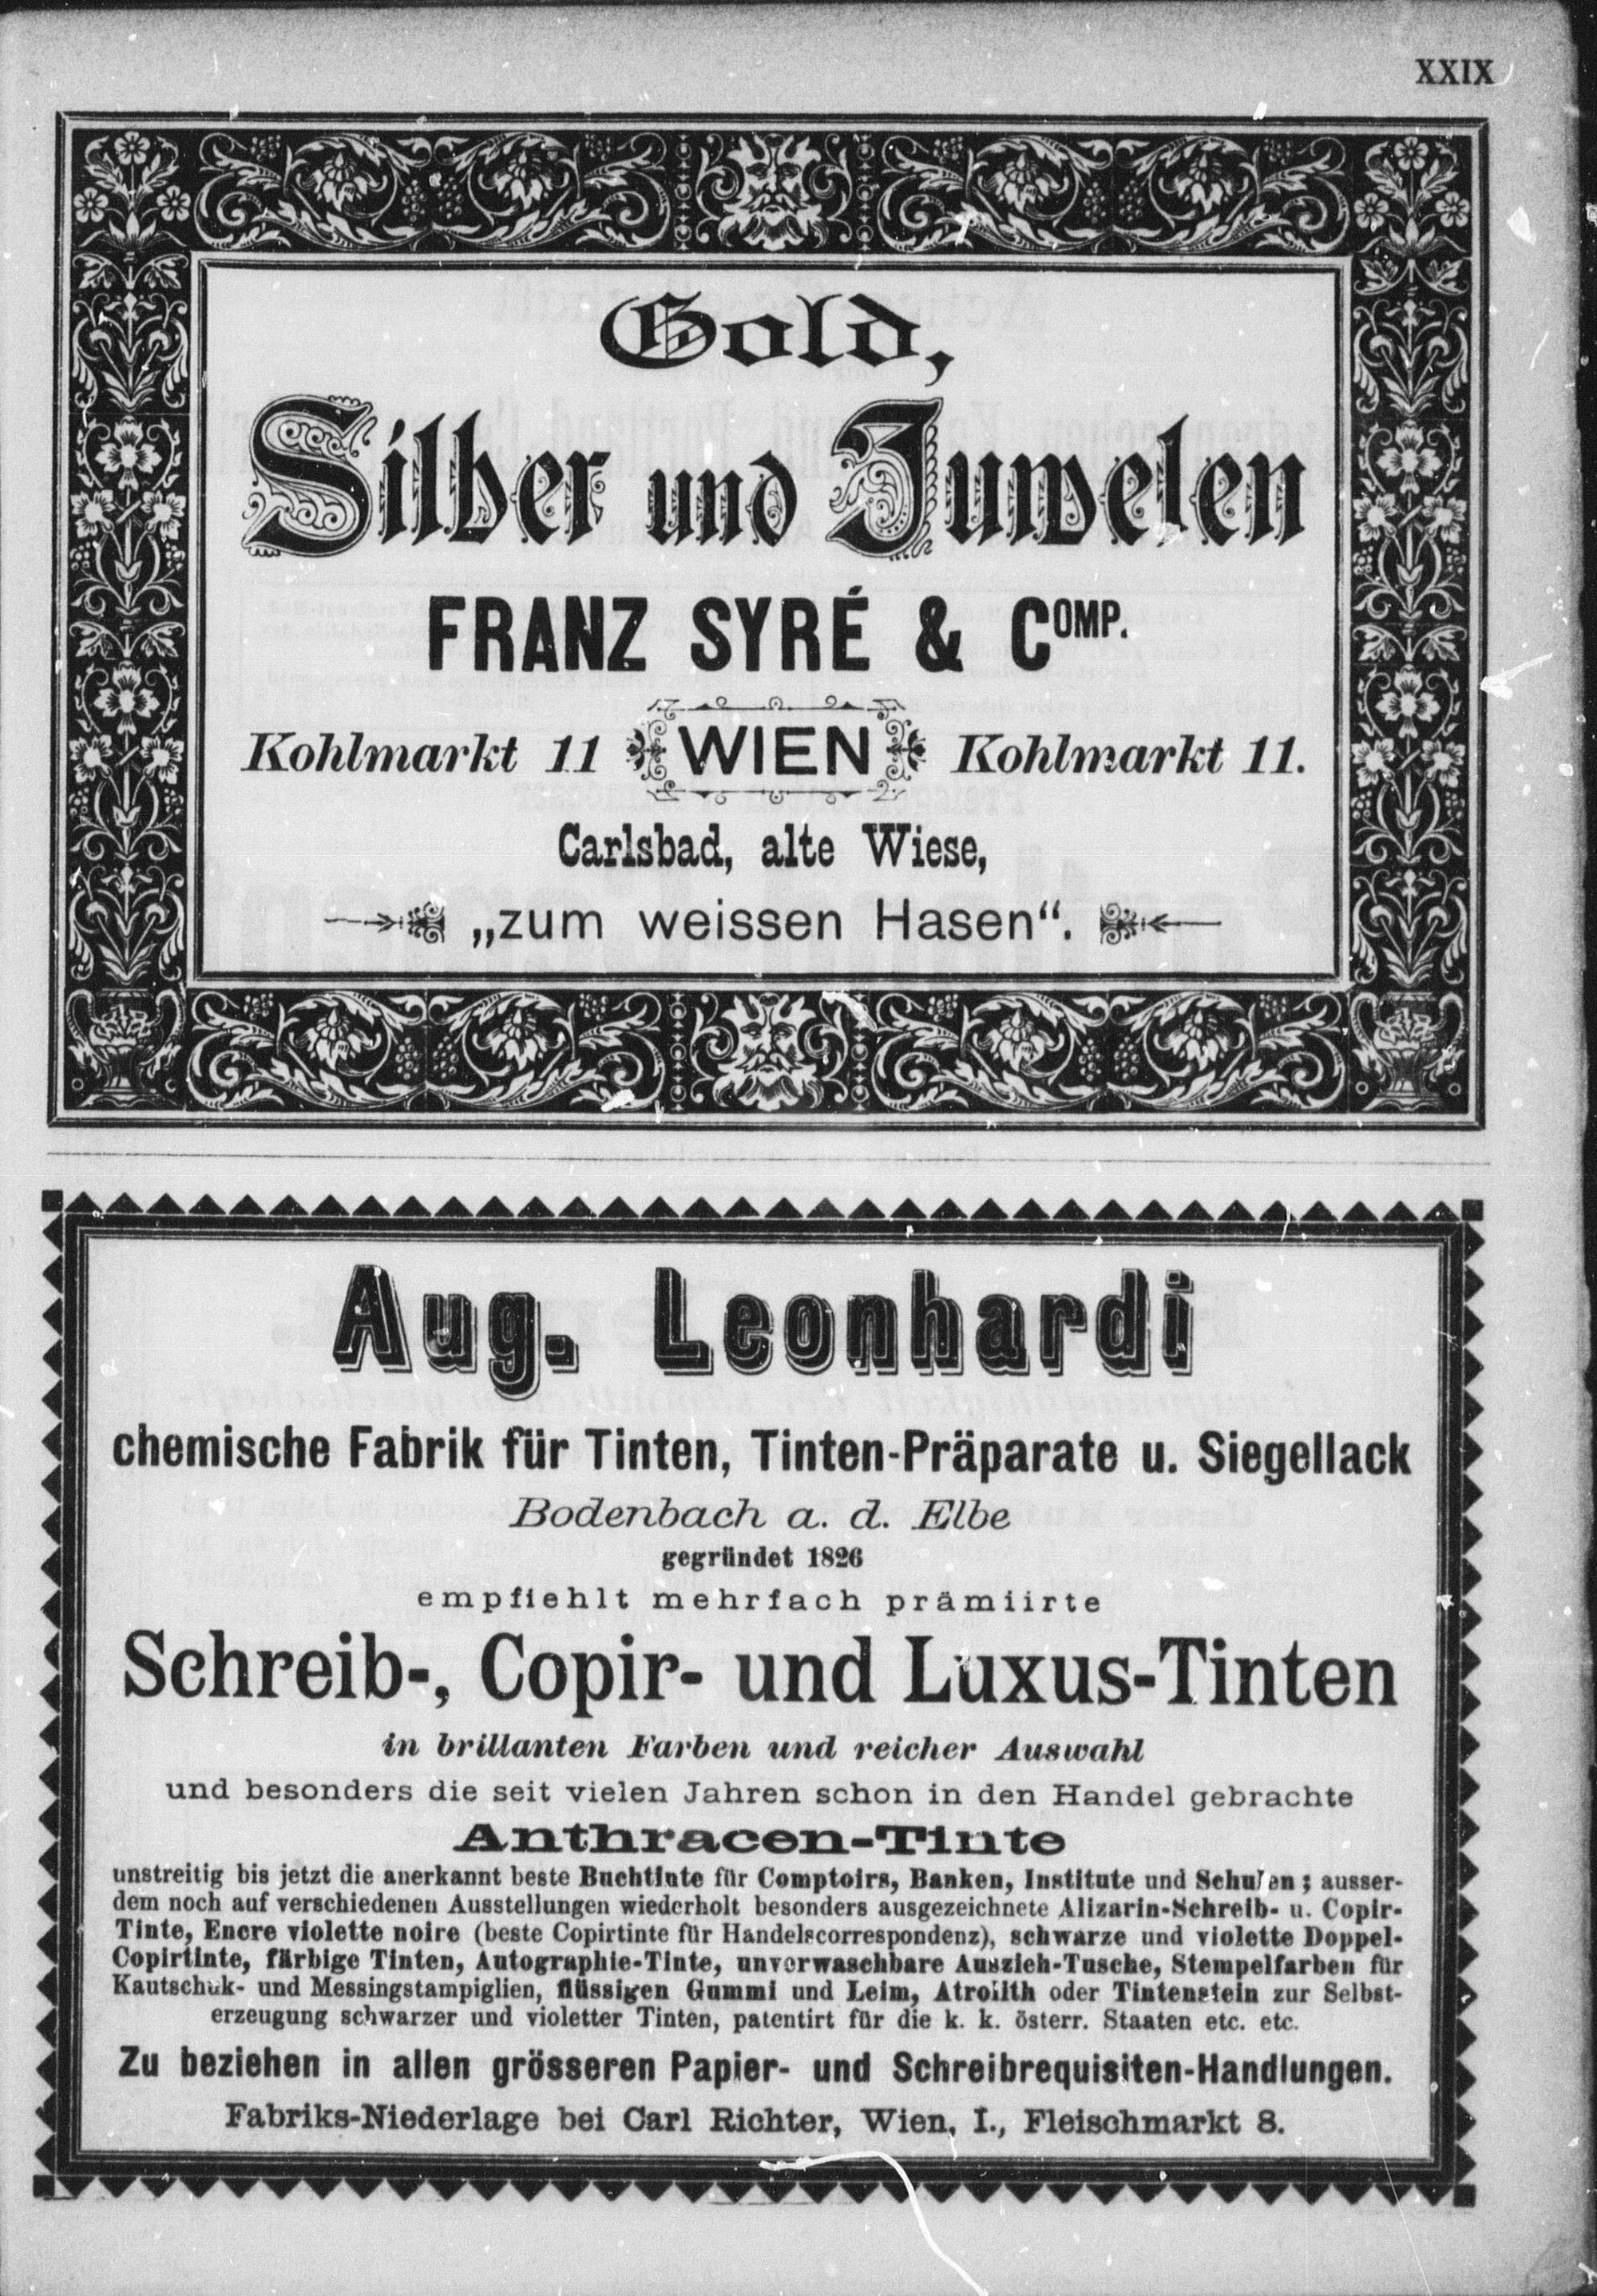 XXIX
Gold,
Silber und Juwelen
FRANZ SYRÉ & COMP.
Kohlmarkt 11 WIEN Kohlmarkt 11.
Carlsbad, alte Wiese,
„zum weissen Hasen“.
Aug. Leonhardi
chemische Fabrik für Tinten, Tinten-Präparate u. Siegellack
Bodenbach a. d. Elbe
gegründet 1826
empfiehlt mehrfach prämiirte
Schreib-, Copir- und Luxus-Tinten
in brillanten Farben und reicher Auswahl
und besonders die seit vielen Jahren schon in den Handel gebrachte
Anthracen-Tinte
unstreitig bis jetzt die anerkannt beste Buchtinte für Comptoirs, Banken, Institute und Schulen; ausser-
dem noch auf verschiedenen Ausstellungen wiederholt besonders ausgezeichnete Alizarin-Schreib- u. Copir-
Tinte, Encre violette noire (beste Copirtinte für Handelscorrespondenz), schwarze und violette Doppel-
Copirtinte, färbige Tinten, Autographie-Tinte, unverwaschbare Auszieh-Tusche, Stempelfarben für
Kautschuk- und Messingstampiglien, flüssigen Gummi und Leim, Atroilith oder Tintenstein zur Selbst-
erzeugung schwarzer und violetter Tinten, patentirt für die k. k. österr. Staaten etc. etc.
Zu beziehen in allen grösseren Papier- und Schreibrequisiten-Handlungen.
Fabriks-Niederlage bei Carl Richter, Wien, I., Fleischmarkt 8.